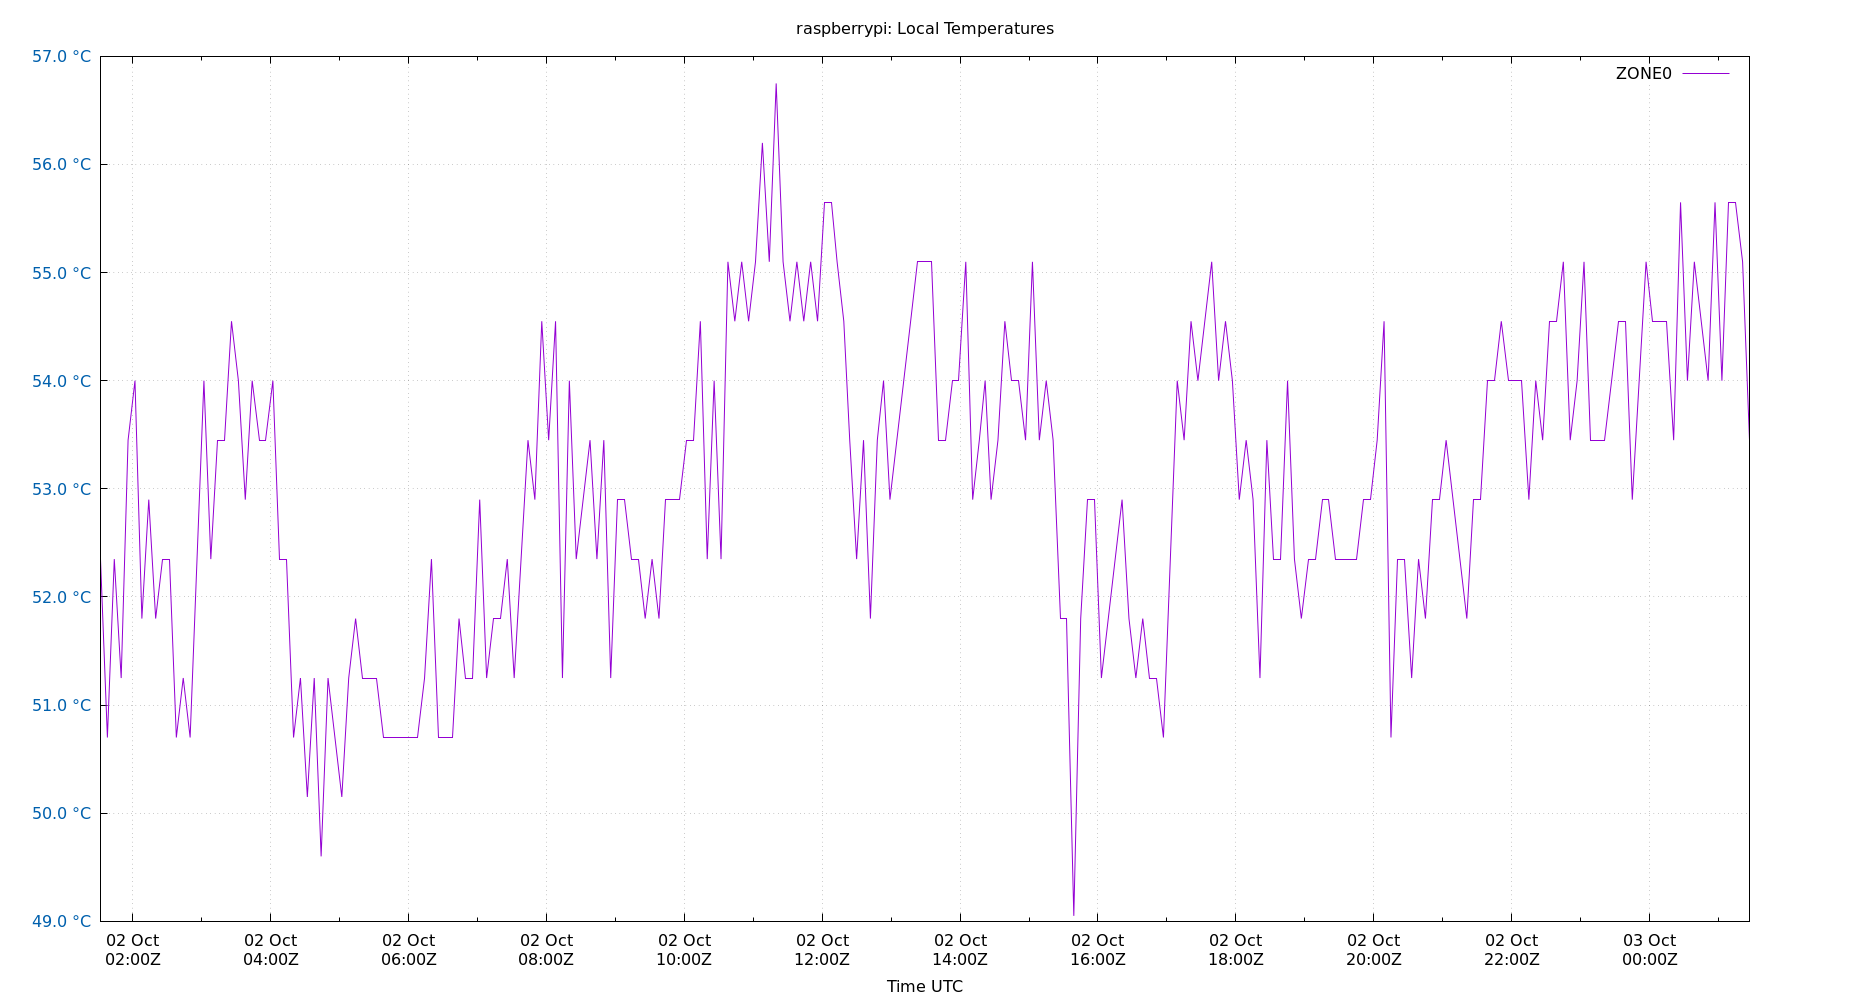 raspberrypi: Local Temperatures
57.0 °C
56.0 °C
55.0 °C
54.0 °C
53.0 °C
52.0 °C
51.0 °C
50.0 °C
49.0 °C
ZONE0
02 Oct 02 Oct 02 Oct 02 Oct 02 Oct 02 Oct 02 Oct 02 Oct 02 Oct 02 Oct 02 Oct 03 Oct
02:00Z 04:00Z 06:00Z 08:00Z 10:00Z 12:00Z 14:00Z 16:00Z 18:00Z 20:00Z 22:00Z 00:00Z
Time UTC